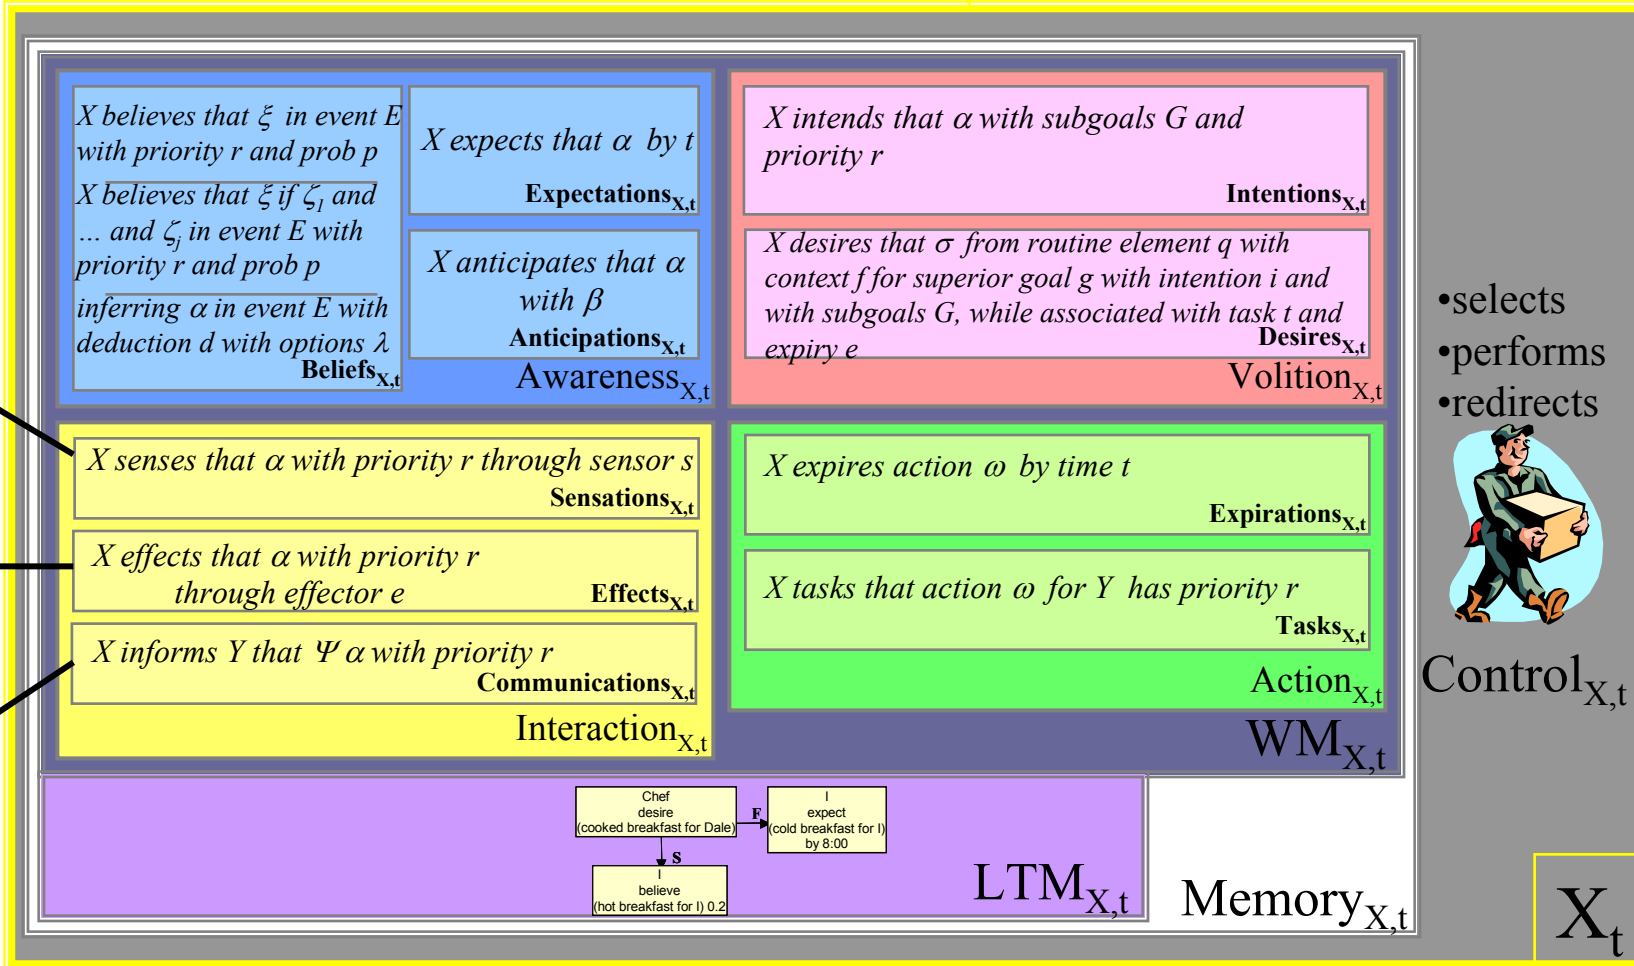 X believes that ξ in event E
with priority r and prob p
X believes that ξ if ζ1 and
... and ζj in event E with
priority r and prob p
inferring α in event E with
deduction d with options λ
BeliefsX,t
X expects that α by t
ExpectationsX,t
X anticipates that α
with β
AnticipationsX,t
AwarenessX,t
X intends that α with subgoals G and
priority r
IntentionsX,t
X desires that σ from routine element q with
context f for superior goal g with intention i and
with subgoals G, while associated with task t and
expiry e
DesiresX,t
VolitionX,t
X senses that α with priority r through sensor s
SensationsX,t
X effects that α with priority r
through effector e
EffectsX,t
X informs Y that Ψ α with priority r
CommunicationsX,t
InteractionX,t
X expires action ω by time t
ExpirationsX,t
X tasks that action ω for Y has priority r
TasksX,t
ActionX,t
WMX,t
•selects
•performs
•redirects
ControlX,t
Chef
desire
(cooked breakfast for Dale)
F
I
expect
(cold breakfast for I)
by 8:00
S
I
believe
(hot breakfast for I) 0.2
LTMX,t
MemoryX,t
Xt